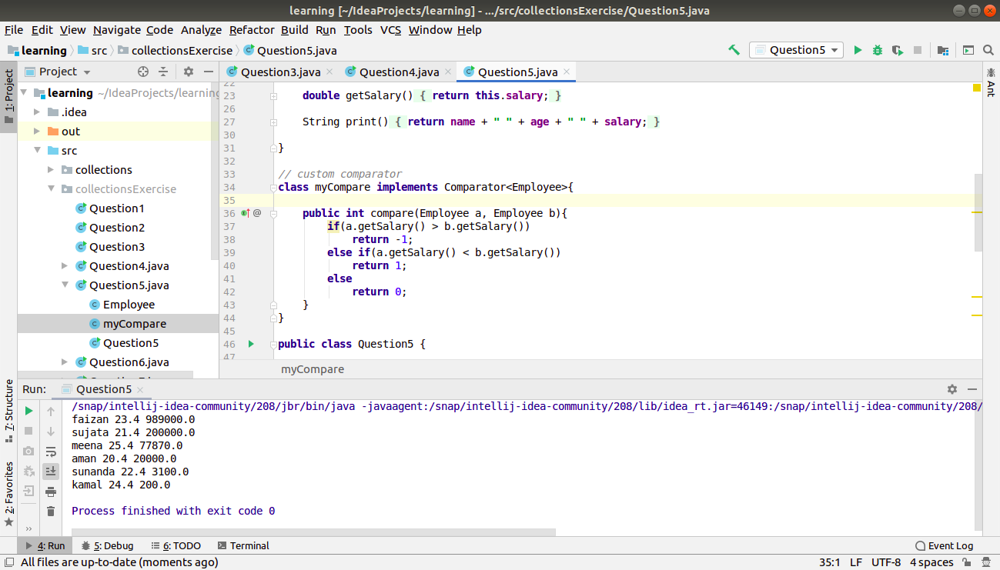 learning [~/IdeaProjects/learning] - .../src/collectionsExercise/Question5.java
File Edit View Navigate Code Analyze Refactor Build Run Tools VCS Window Help
learning src collectionsExercise Question5.java
Question5
1: Project
Project
Question3.java
Question4.java
Question5.java
Ant
learning ~/IdeaProjects/learning
.idea
out
src
collections
collectionsExercise
Question1
Question2
Question3
Question4.java
Question5.java
Employee
myCompare
Question5
Question6.java
22
23 double getSalary() { return this.salary; }
26
27 String print() { return name + " " + age + " " + salary; }
30
31 }
32
33 // custom comparator
34 class myCompare implements Comparator<Employee>{
35
36 @ public int compare(Employee a, Employee b){
37 if(a.getSalary() > b.getSalary())
38 return -1;
39 else if(a.getSalary() < b.getSalary())
40 return 1;
41 else
42 return 0;
43 }
44 }
45
46 public class Question5 {
47
myCompare
Run: Question5
7: Structure
2: Favorites
/snap/intellij-idea-community/208/jbr/bin/java -javaagent:/snap/intellij-idea-community/208/lib/idea_rt.jar=46149:/snap/intellij-idea-community/208/
faizan 23.4 989000.0
sujata 21.4 200000.0
meena 25.4 77870.0
aman 20.4 20000.0
sunanda 22.4 3100.0
kamal 24.4 200.0
Process finished with exit code 0
4: Run 5: Debug 6: TODO Terminal Event Log
All files are up-to-date (moments ago) 35:1 LF UTF-8 4 spaces